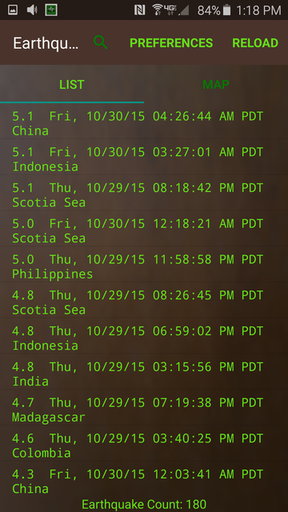 4G
84% 1:18 PM
Earthqu... PREFERENCES RELOAD
LIST MAP
5.1 Fri, 10/30/15 04:26:44 AM PDT
China
5.1 Fri, 10/30/15 03:27:01 AM PDT
Indonesia
5.1 Thu, 10/29/15 08:18:42 PM PDT
Scotia Sea
5.0 Fri, 10/30/15 12:18:21 AM PDT
Scotia Sea
5.0 Thu, 10/29/15 11:58:58 PM PDT
Philippines
4.8 Thu, 10/29/15 08:26:45 PM PDT
Scotia Sea
4.8 Thu, 10/29/15 06:59:02 PM PDT
Indonesia
4.8 Thu, 10/29/15 03:15:56 PM PDT
India
4.7 Thu, 10/29/15 07:19:38 PM PDT
Madagascar
4.6 Thu, 10/29/15 03:40:25 PM PDT
Colombia
4.3 Fri, 10/30/15 12:03:41 AM PDT
China
Earthquake Count: 180